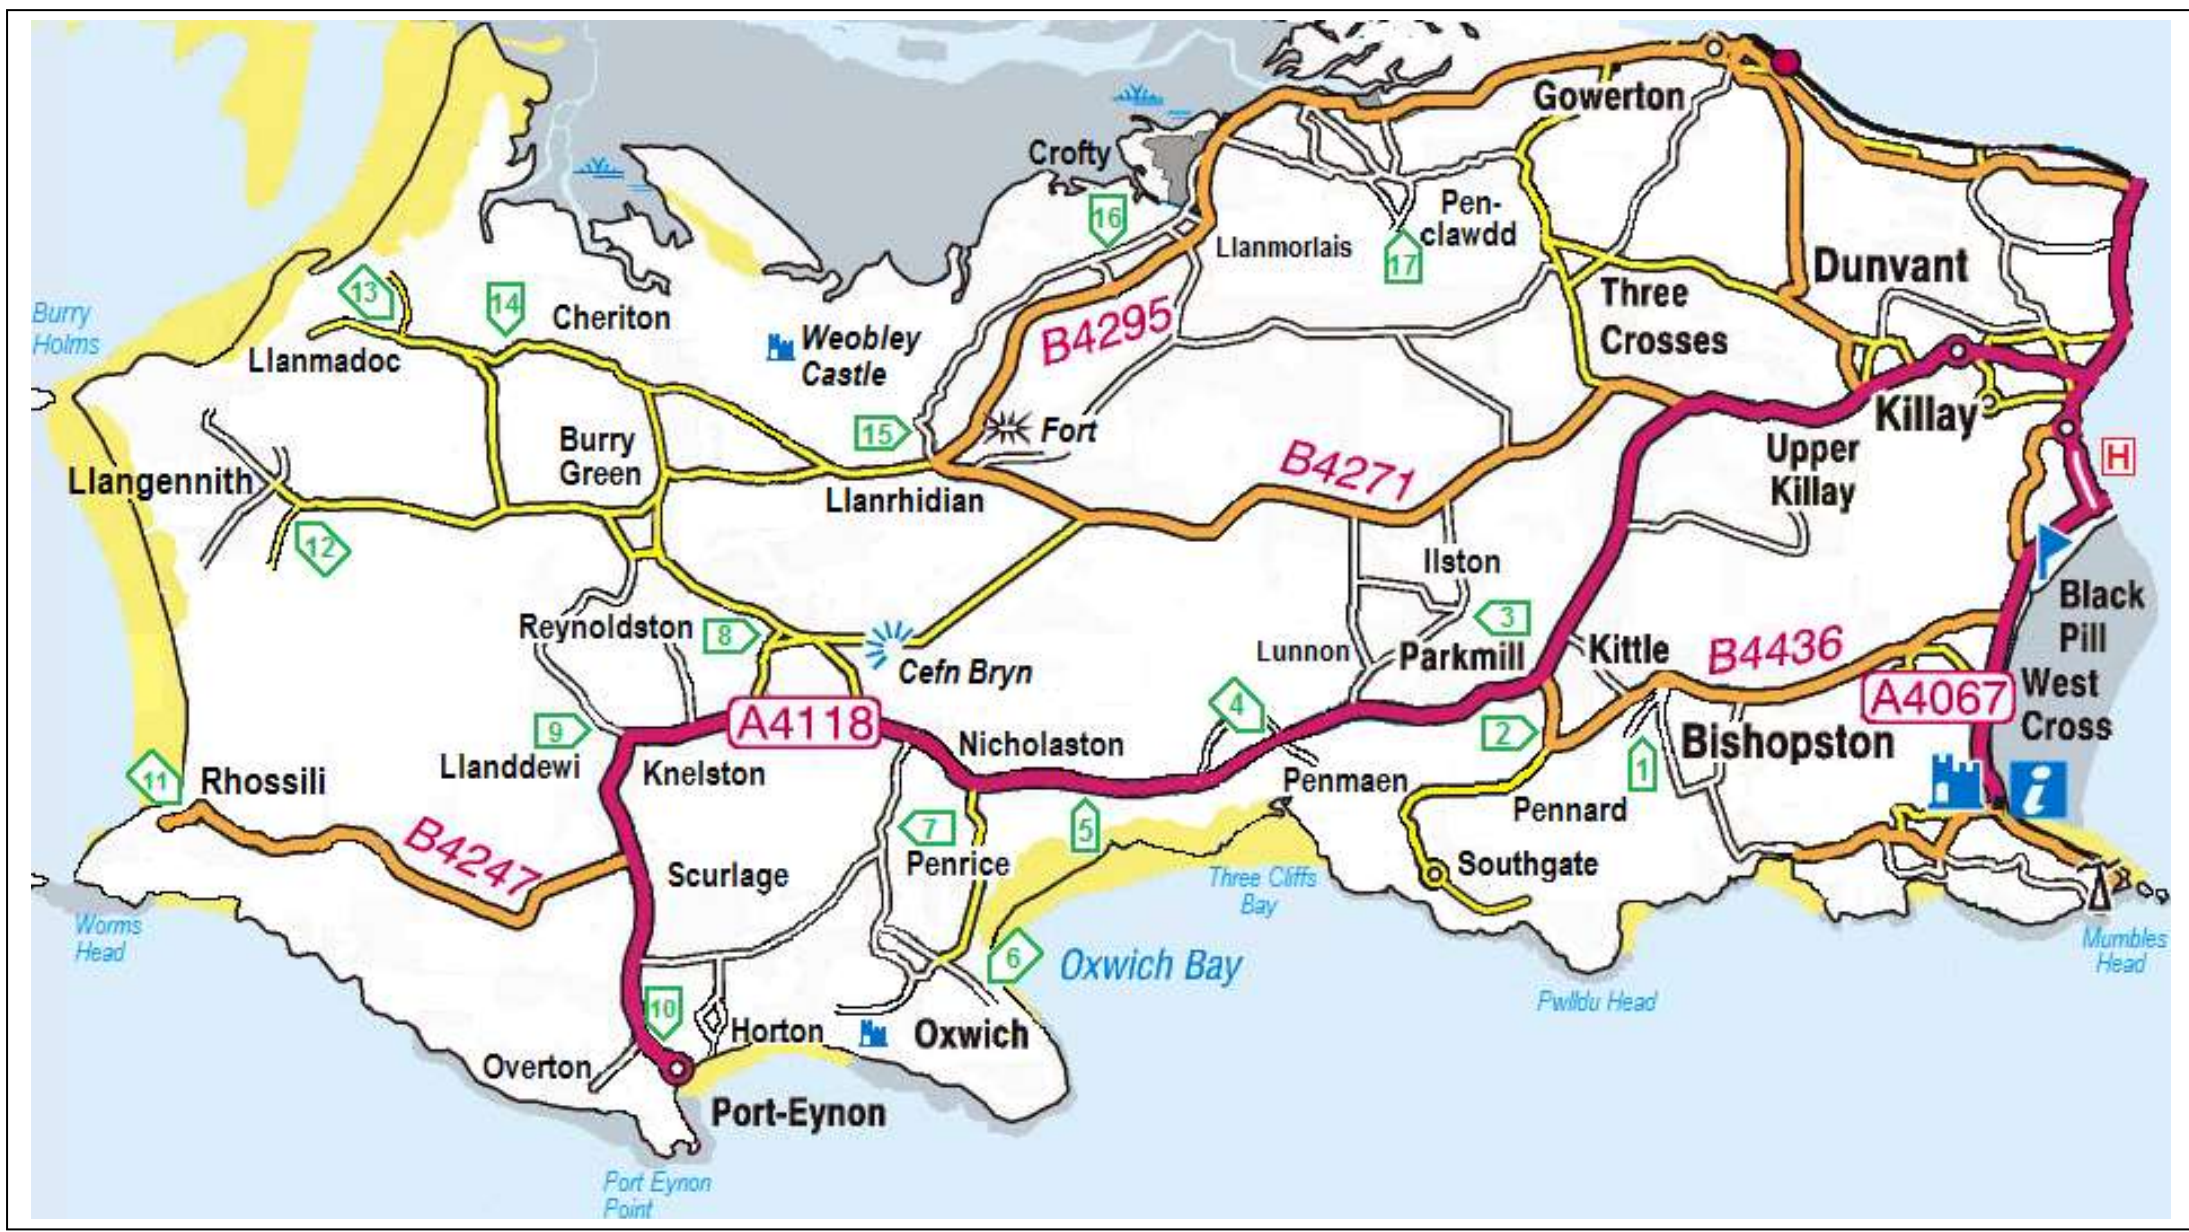 Gowerton
Crofty
16
Pen-
clawdd
Llanmorlais
17
Dunvant
13
14
Cheriton
Burry
Holms
Llanmadoc
Weobley
Castle
B4295
Three
Crosses
15
Fort
Killay
Burry
Green
Upper
Killay
H
Llangennith
Llanrhidian
B4271
12
Ilston
Black
Pill
Reynoldston
8
3
Lunnon
Parkmill
Kittle
B4436
Cefn Bryn
A4067
West
Cross
9
A4118
4
2
Nicholaston
Llanddewi
Knelston
1
Bishopston
11
Rhossili
Penmaen
i
Pennard
5
7
B4247
Scurlage
Penrice
Three Cliffs
Bay
Southgate
Worms
Head
6
Oxwich Bay
Mumbles
Head
10
Pwlldu Head
Horton
Oxwich
Overton
Port-Eynon
Port Eynon
Point